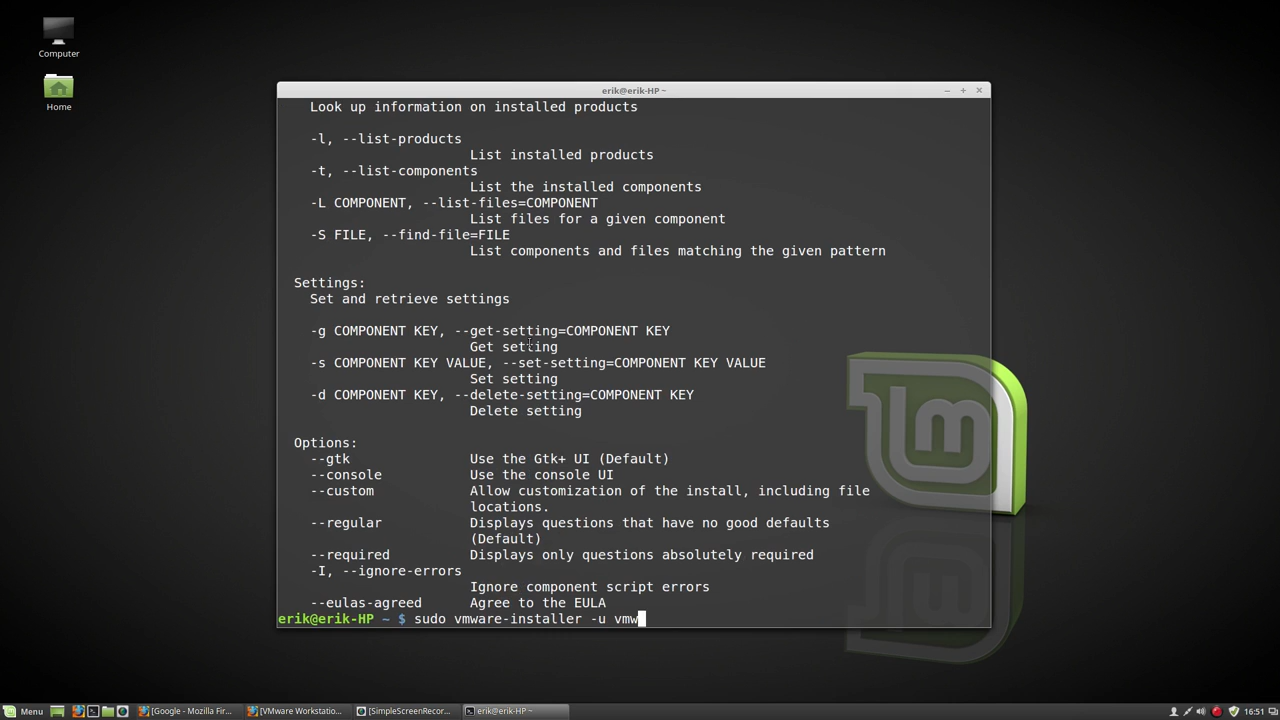 Computer
Home
erik@erik-HP ~
Look up information on installed products
-l, --list-products
List installed products
-t, --list-components
List the installed components
-L COMPONENT, --list-files=COMPONENT
List files for a given component
-S FILE, --find-file=FILE
List components and files matching the given pattern
Settings:
Set and retrieve settings
-g COMPONENT KEY, --get-setting=COMPONENT KEY
Get setting
-s COMPONENT KEY VALUE, --set-setting=COMPONENT KEY VALUE
Set setting
-d COMPONENT KEY, --delete-setting=COMPONENT KEY
Delete setting
Options:
--gtk Use the Gtk+ UI (Default)
--console Use the console UI
--custom Allow customization of the install, including file
locations.
--regular Displays questions that have no good defaults
(Default)
--required Displays only questions absolutely required
-I, --ignore-errors
Ignore component script errors
--eulas-agreed Agree to the EULA
erik@erik-HP ~ $ sudo vmware-installer -u vmw
Menu [Google - Mozilla Fir... [VMware Workstatio... [SimpleScreenRecor... erik@erik-HP ~ 16:51